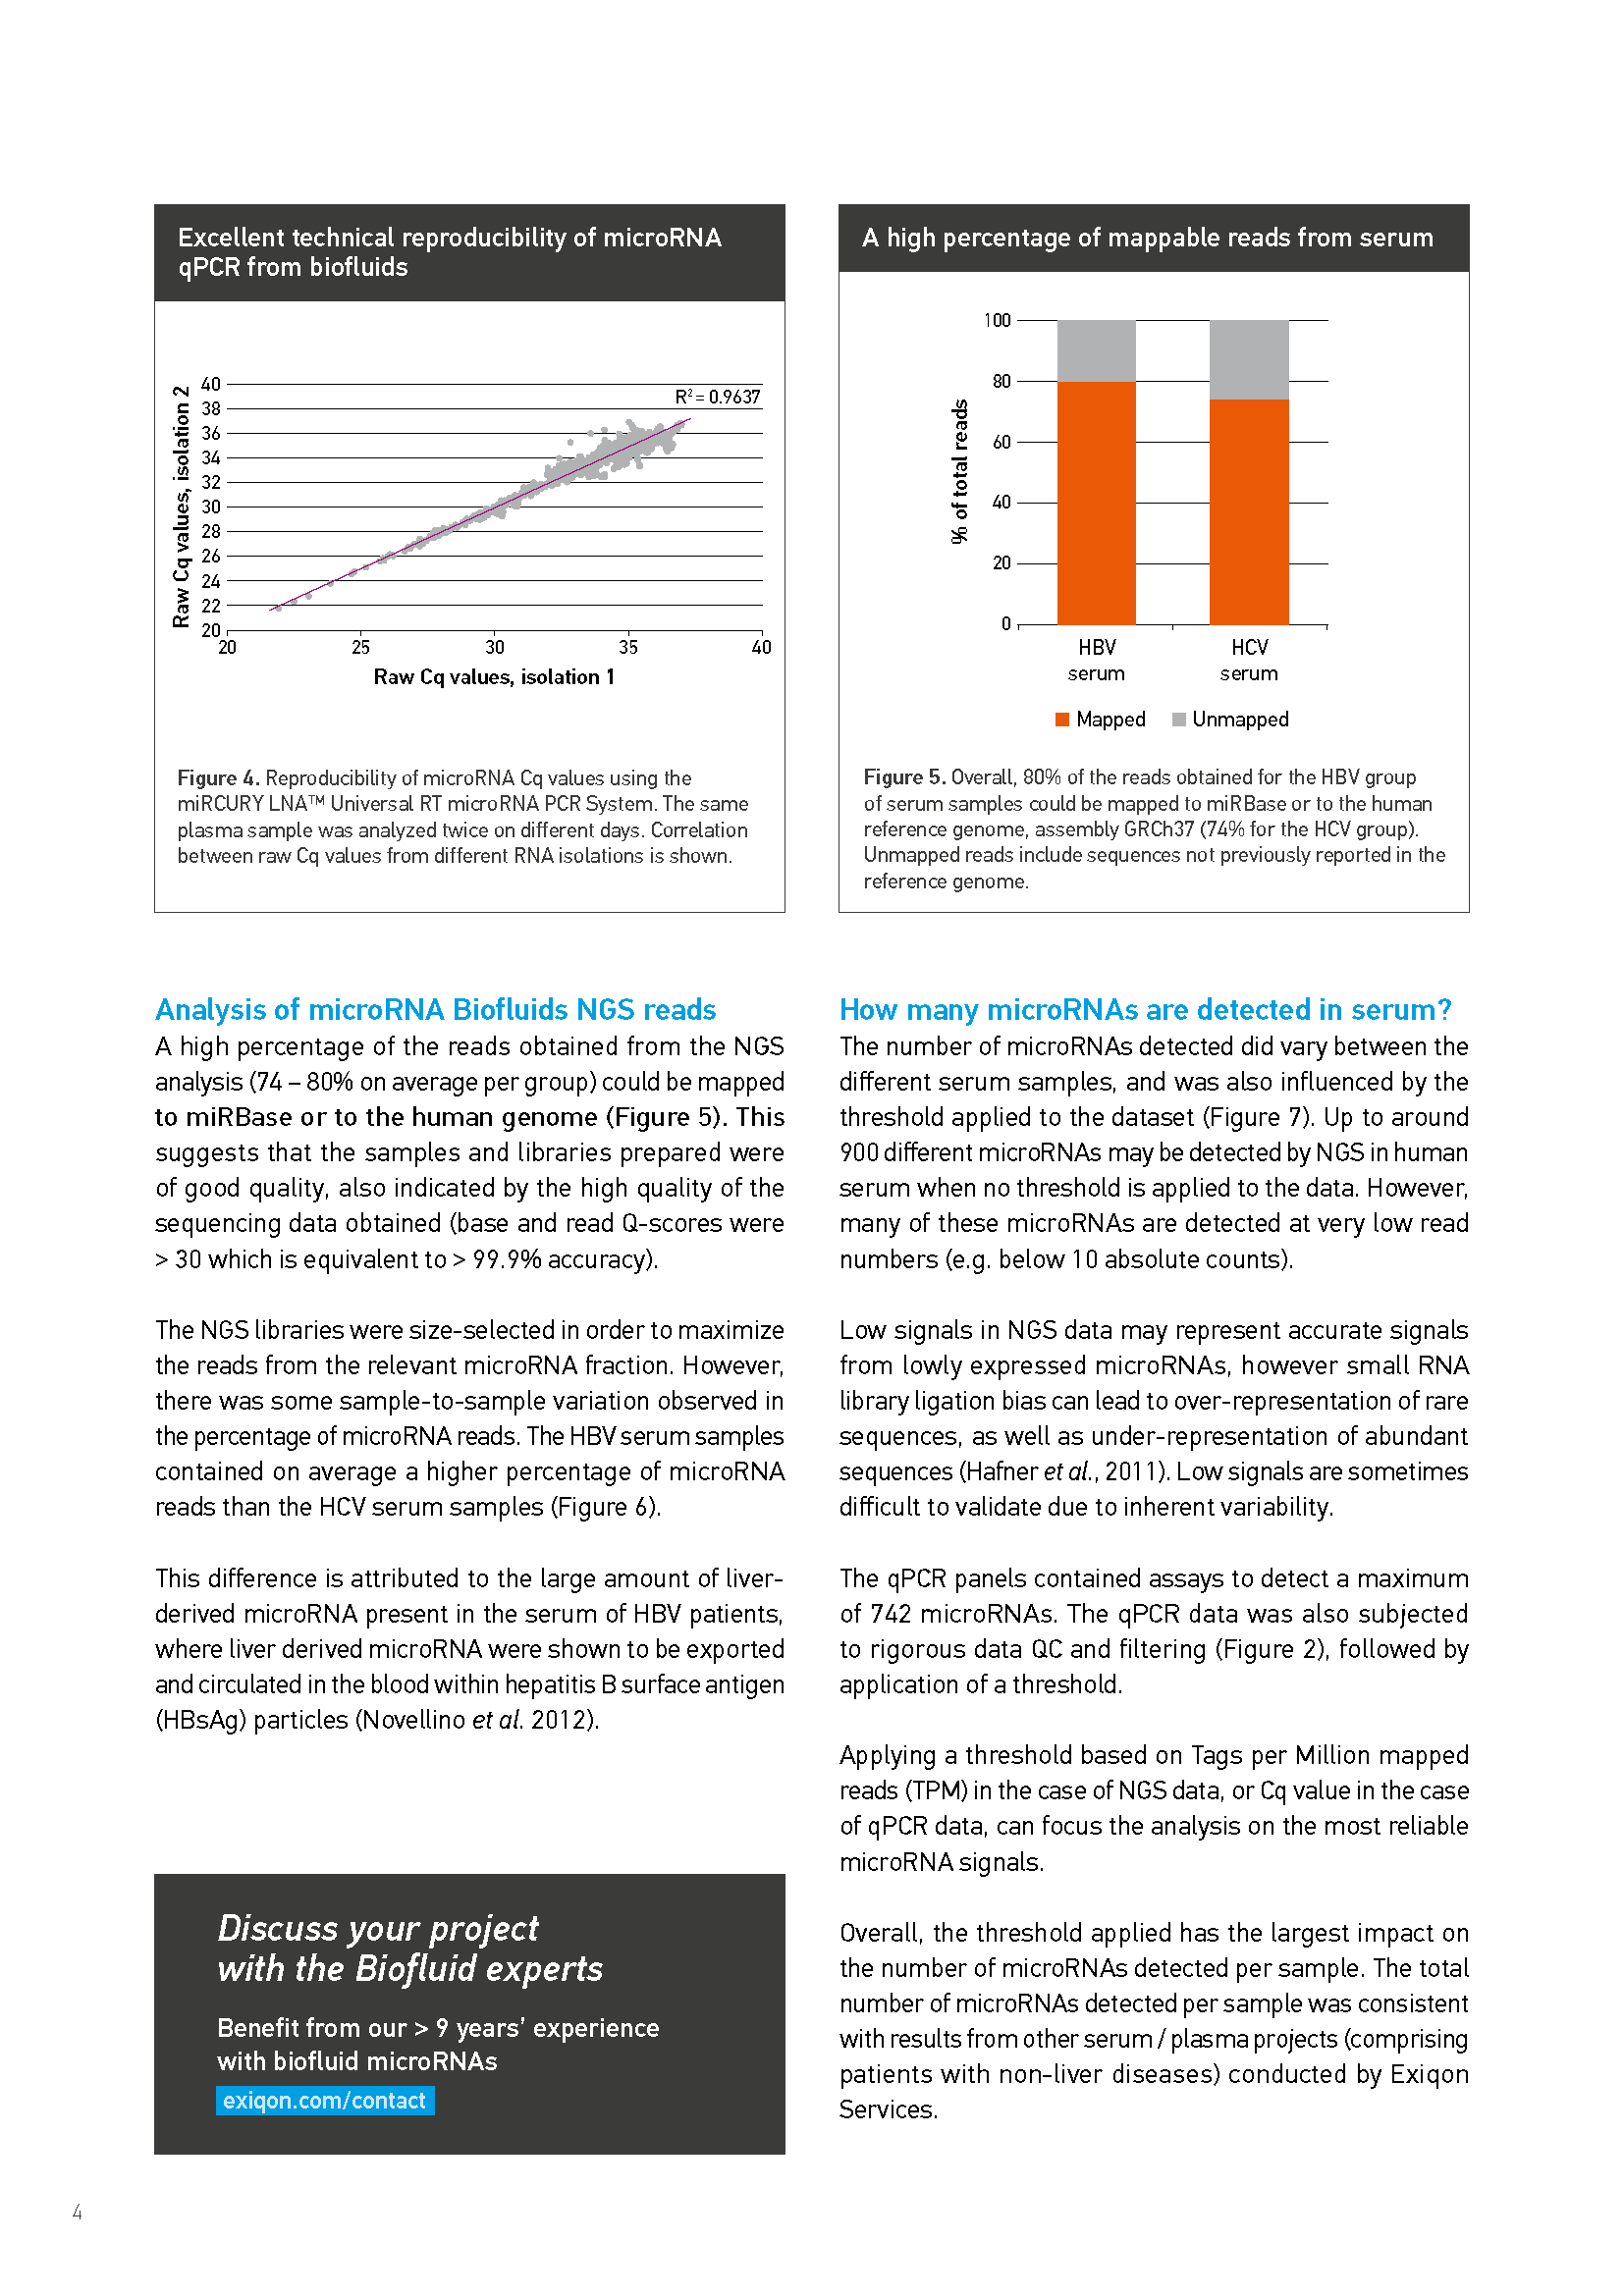 Excellent technical reproducibility of microRNA
qPCR from biofluids
Raw Cq values, isolation 2
40
38
36
34
32
30
28
26
24
22
20
R² = 0.9637
20 25 30 35 40
Raw Cq values, isolation 1
Figure 4. Reproducibility of microRNA Cq values using the
miRCURY LNA™ Universal RT microRNA PCR System. The same
plasma sample was analyzed twice on different days. Correlation
between raw Cq values from different RNA isolations is shown.
A high percentage of mappable reads from serum
% of total reads
100
80
60
40
20
0
HBV HCV
serum serum
Mapped Unmapped
Figure 5. Overall, 80% of the reads obtained for the HBV group
of serum samples could be mapped to miRBase or to the human
reference genome, assembly GRCh37 (74% for the HCV group).
Unmapped reads include sequences not previously reported in the
reference genome.
Analysis of microRNA Biofluids NGS reads
A high percentage of the reads obtained from the NGS
analysis (74 – 80% on average per group) could be mapped
to miRBase or to the human genome (Figure 5). This
suggests that the samples and libraries prepared were
of good quality, also indicated by the high quality of the
sequencing data obtained (base and read Q-scores were
> 30 which is equivalent to > 99.9% accuracy).
The NGS libraries were size-selected in order to maximize
the reads from the relevant microRNA fraction. However,
there was some sample-to-sample variation observed in
the percentage of microRNA reads. The HBV serum samples
contained on average a higher percentage of microRNA
reads than the HCV serum samples (Figure 6).
This difference is attributed to the large amount of liver-
derived microRNA present in the serum of HBV patients,
where liver derived microRNA were shown to be exported
and circulated in the blood within hepatitis B surface antigen
(HBsAg) particles (Novellino et al. 2012).
Discuss your project
with the Biofluid experts
Benefit from our > 9 years’ experience
with biofluid microRNAs
exiqon.com/contact
How many microRNAs are detected in serum?
The number of microRNAs detected did vary between the
different serum samples, and was also influenced by the
threshold applied to the dataset (Figure 7). Up to around
900 different microRNAs may be detected by NGS in human
serum when no threshold is applied to the data. However,
many of these microRNAs are detected at very low read
numbers (e.g. below 10 absolute counts).
Low signals in NGS data may represent accurate signals
from lowly expressed microRNAs, however small RNA
library ligation bias can lead to over-representation of rare
sequences, as well as under-representation of abundant
sequences (Hafner et al., 2011). Low signals are sometimes
difficult to validate due to inherent variability.
The qPCR panels contained assays to detect a maximum
of 742 microRNAs. The qPCR data was also subjected
to rigorous data QC and filtering (Figure 2), followed by
application of a threshold.
Applying a threshold based on Tags per Million mapped
reads (TPM) in the case of NGS data, or Cq value in the case
of qPCR data, can focus the analysis on the most reliable
microRNA signals.
Overall, the threshold applied has the largest impact on
the number of microRNAs detected per sample. The total
number of microRNAs detected per sample was consistent
with results from other serum / plasma projects (comprising
patients with non-liver diseases) conducted by Exiqon
Services.
4